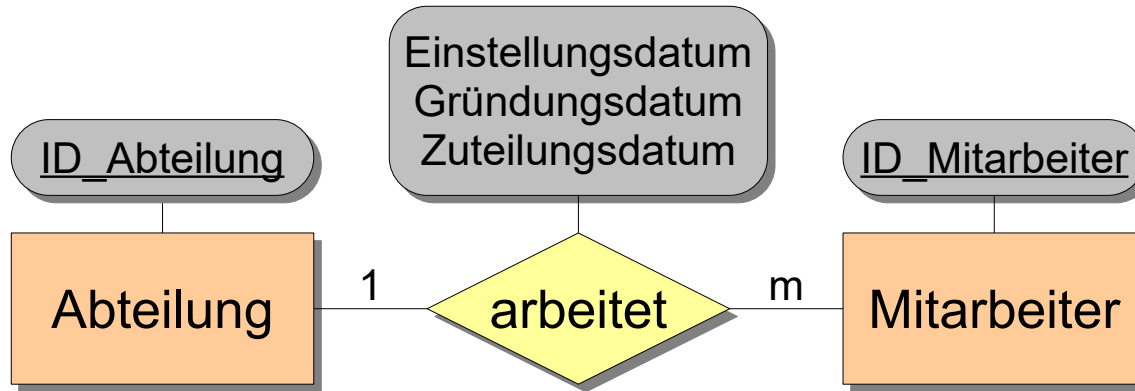 Einstellungsdatum
Gründungsdatum
Zuteilungsdatum
ID_Abteilung
ID_Mitarbeiter
Abteilung
1
arbeitet
m
Mitarbeiter